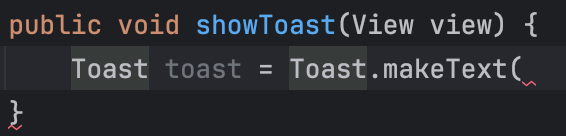 public void showToast(View view) {
    Toast toast = Toast.makeText(
}